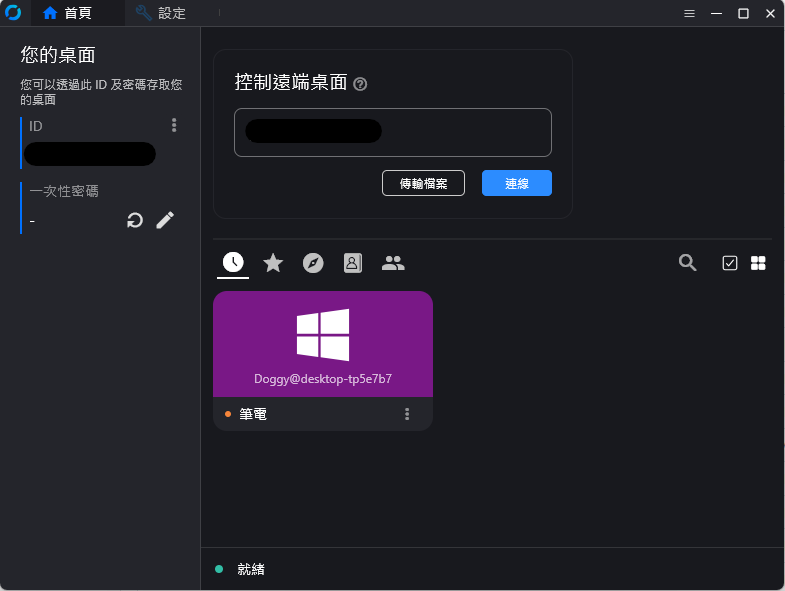 首頁
設定
您的桌面
您可以透過此 ID 及密碼存取您
的桌面
ID
一次性密碼
-
控制遠端桌面
傳輸檔案
連線
Doggy@desktop-tp5e7b7
筆電
就緒